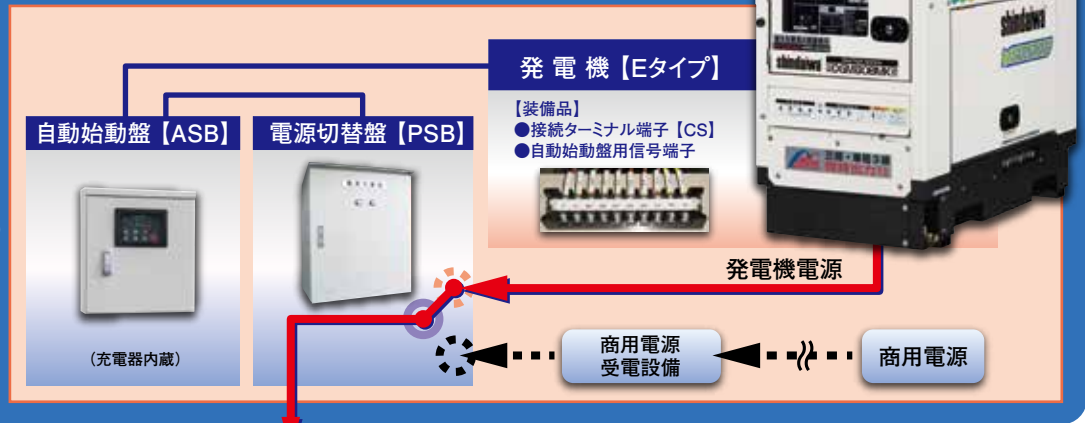 発電機【Eタイプ】
【装備品】
●接続ターミナル端子【CS】
●自動始動盤用信号端子
自動始動盤【ASB】
電源切替盤【PSB】
（充電器内蔵）
発電機電源
商用電源
受電設備
商用電源
shindaiwa
shindaiwa